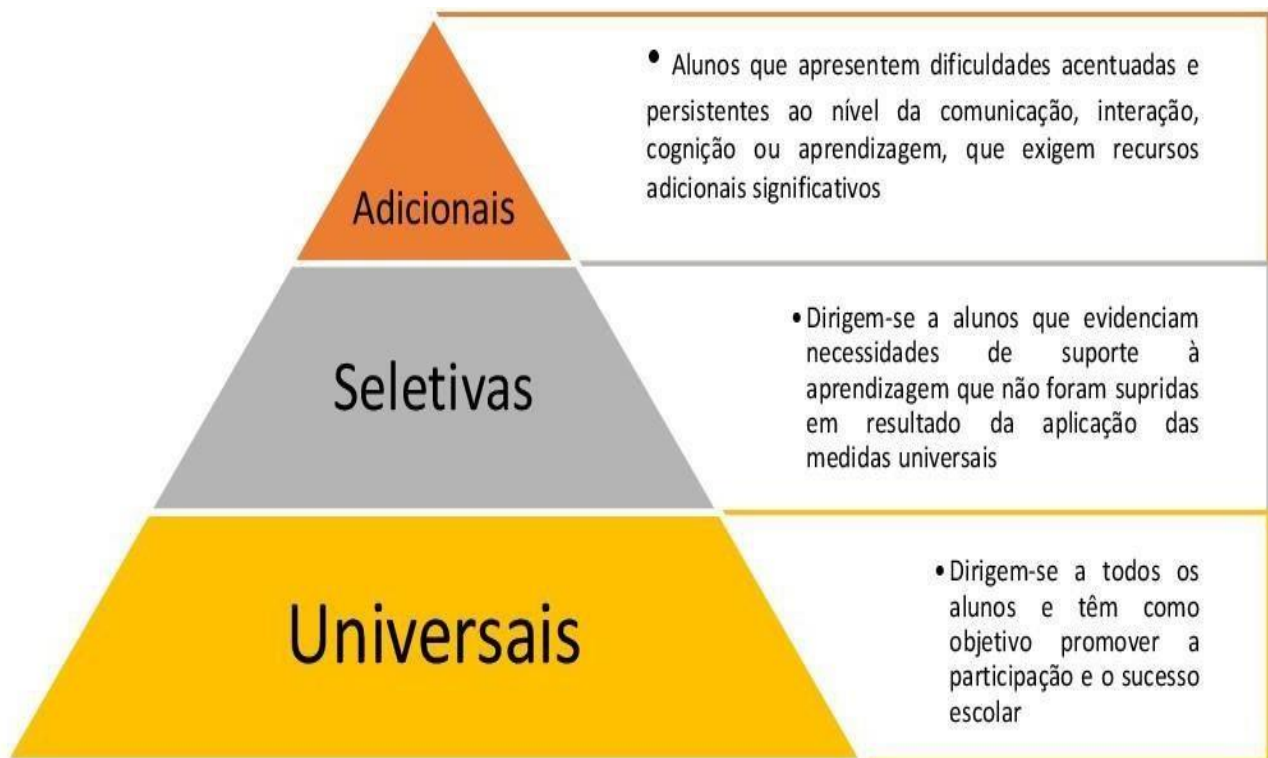 • Alunos que apresentem dificuldades acentuadas e
persistentes ao nível da comunicação, interação,
cognição ou aprendizagem, que exigem recursos
adicionais significativos
Adicionais
• Dirigem-se a alunos que evidenciam
necessidades de suporte à
aprendizagem que não foram supridas
em resultado da aplicação das
medidas universais
Seletivas
• Dirigem-se a todos os
alunos e têm como
objetivo promover a
participação e o sucesso
escolar
Universais